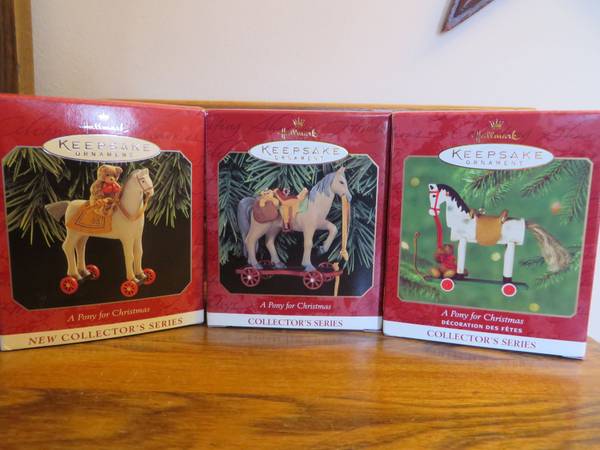 Hallmark
KEEPSAKE
ORNAMENT
A Pony for Christmas
NEW COLLECTOR'S SERIES
Hallmark
KEEPSAKE
ORNAMENT
A Pony for Christmas
COLLECTOR'S SERIES
Hallmark
KEEPSAKE
ORNAMENT
A Pony for Christmas
DÉCORATION DES FÊTES
COLLECTOR'S SERIES